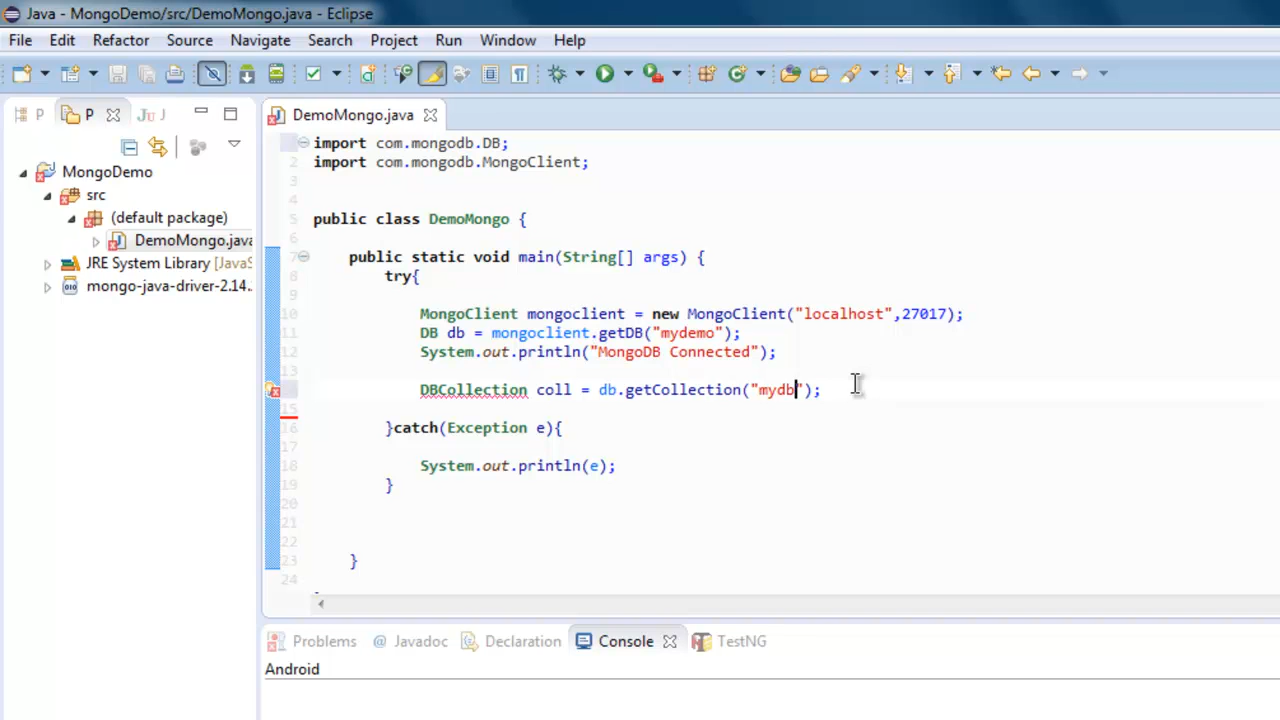 Java - MongoDemo/src/DemoMongo.java - Eclipse
File Edit Refactor Source Navigate Search Project Run Window Help
P P Ju J
DemoMongo.java
MongoDemo
src
(default package)
DemoMongo.java
JRE System Library [JavaS
mongo-java-driver-2.14...
import com.mongodb.DB;
2 import com.mongodb.MongoClient;
3
4
5 public class DemoMongo {
6
7 public static void main(String[] args) {
8 try{
9
10 MongoClient mongoclient = new MongoClient("localhost",27017);
11 DB db = mongoclient.getDB("mydemo");
12 System.out.println("MongoDB Connected");
13
DBCollection coll = db.getCollection("mydb");
15
16 }catch(Exception e){
17
18 System.out.println(e);
19 }
20
21
22
23 }
24
Problems @ Javadoc Declaration Console TestNG
Android